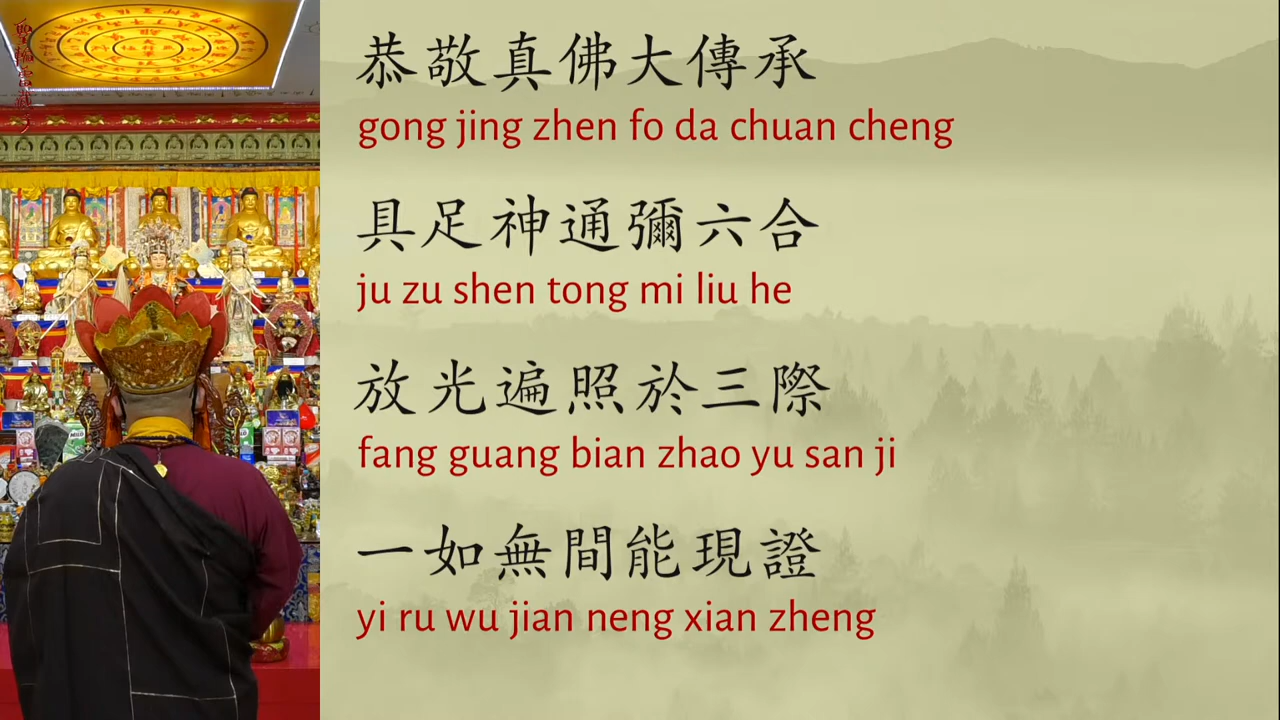 恭敬真佛大傳承
gong jing zhen fo da chuan cheng
具足神通彌六合
ju zu shen tong mi liu he
放光遍照於三際
fang guang bian zhao yu san ji
一如無間能現證
yi ru wu jian neng xian zheng